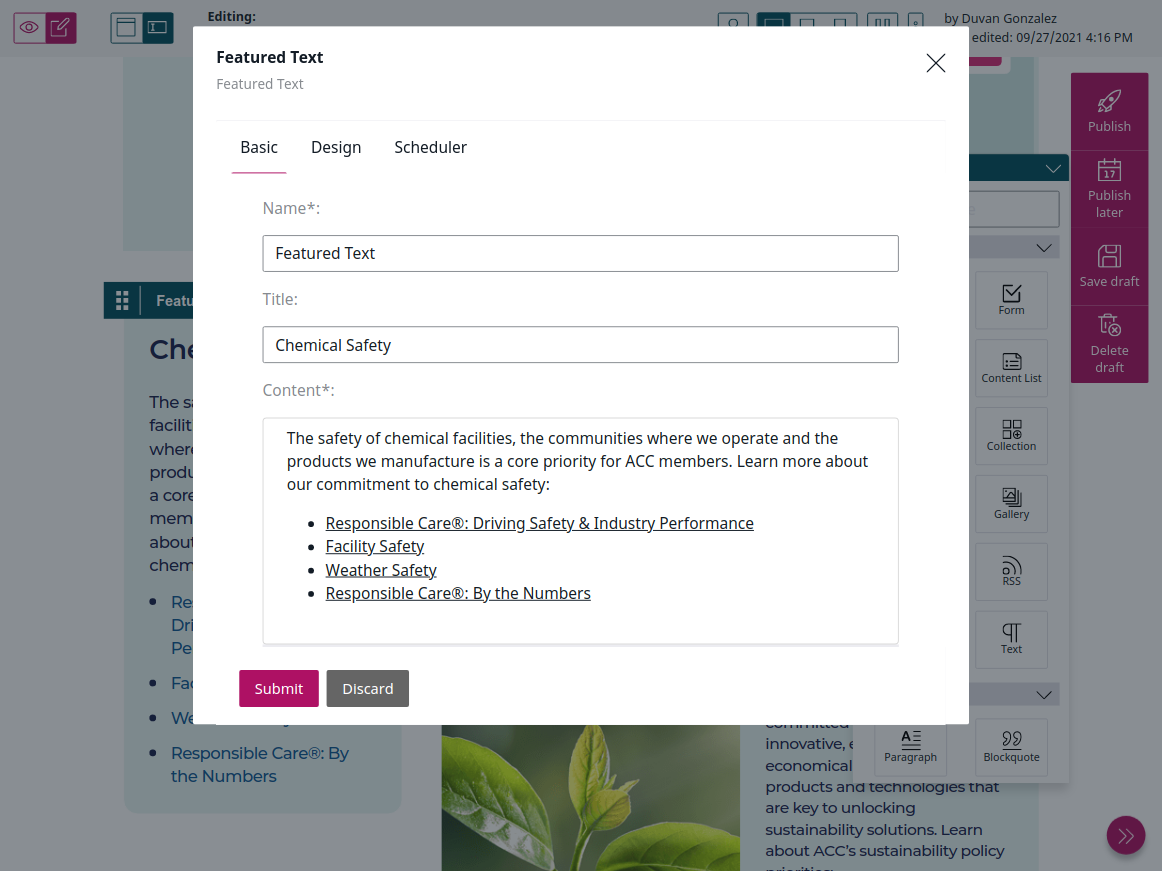 Editing:
by Duvan Gonzalez
edited: 09/27/2021 4:16 PM
Featured Text
Featured Text
Basic
Design
Scheduler
Name*:
Featured Text
Title:
Chemical Safety
Content*:
The safety of chemical facilities, the communities where we operate and the
products we manufacture is a core priority for ACC members. Learn more about
our commitment to chemical safety:
Responsible Care®: Driving Safety & Industry Performance
Facility Safety
Weather Safety
Responsible Care®: By the Numbers
Submit
Discard
Publish
17
Publish
later
Save draft
Delete
draft
Form
Content List
Collection
Gallery
RSS
Text
Paragraph
Blockquote
Featu
Che
The sa
facilit
where
produ
a core
mem
about
chem
Res
Dri
Pe
Fac
We
Responsible Care®: By
the Numbers
committed
innovative, e
economical
products and technologies that
are key to unlocking
sustainability solutions. Learn
about ACC's sustainability policy